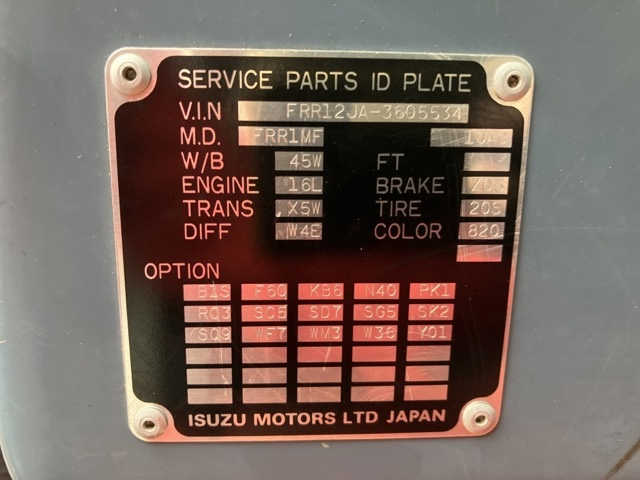 SERVICE PARTS ID PLATE
V.I.N FRR12JA-3605534
M.D. FRR1MF
W/B 45W FT
ENGINE 16L BRAKE
TRANS X5W TIRE 20S
DIFF W4E COLOR 820
OPTION
B1S F60 KB6 N40 PK1
RQ3 SC5 SD7 SG5 SK2
SQ9 WF7 WM3 W36 Y01
ISUZU MOTORS LTD JAPAN